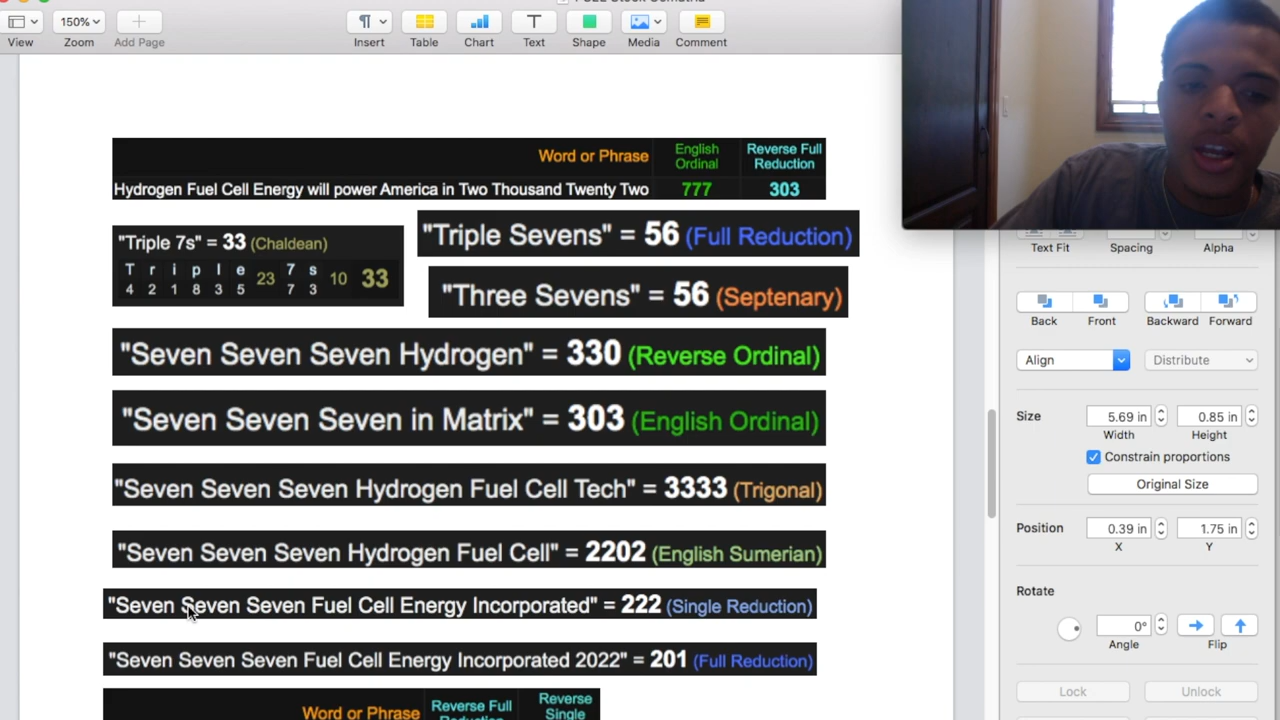 150%
View
Zoom
Add Page
Insert
Table
Chart
Text
Shape
Media
Comment
Word or Phrase
English Ordinal
Reverse Full Reduction
Hydrogen Fuel Cell Energy will power America in Two Thousand Twenty Two 777 303
"Triple 7s" = 33 (Chaldean)
T r i p l e 23 7 s 10 33
4 2 1 8 3 5 7 3
"Triple Sevens" = 56 (Full Reduction)
"Three Sevens" = 56 (Septenary)
"Seven Seven Seven Hydrogen" = 330 (Reverse Ordinal)
"Seven Seven Seven in Matrix" = 303 (English Ordinal)
"Seven Seven Seven Hydrogen Fuel Cell Tech" = 3333 (Trigonal)
"Seven Seven Seven Hydrogen Fuel Cell" = 2202 (English Sumerian)
"Seven Seven Seven Fuel Cell Energy Incorporated" = 222 (Single Reduction)
"Seven Seven Seven Fuel Cell Energy Incorporated 2022" = 201 (Full Reduction)
Word or Phrase
Reverse Full
Reverse Single
Text Fit
Spacing
Alpha
Back
Front
Backward
Forward
Align
Distribute
Size
5.69 in
0.85 in
Width
Height
Constrain proportions
Original Size
Position
0.39 in
1.75 in
X
Y
Rotate
0°
Angle
Flip
Lock
Unlock